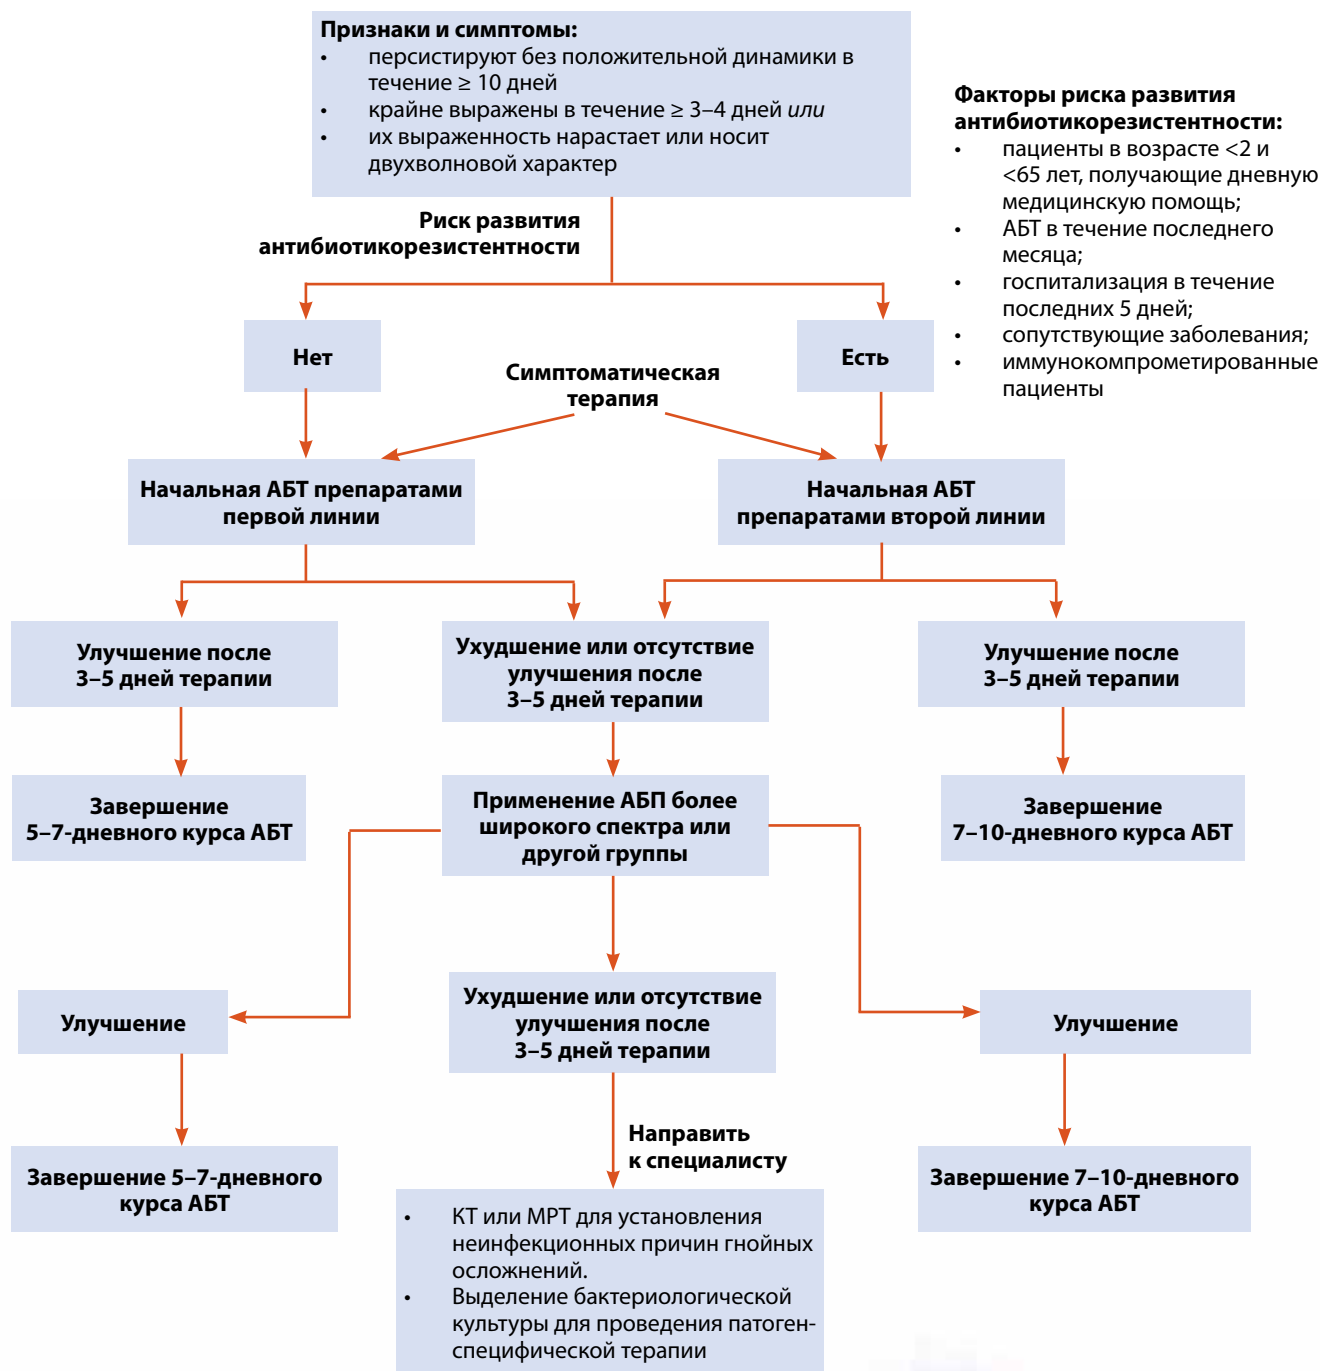 Признаки и симптомы:
• персистируют без положительной динамики в
течение ≥ 10 дней
• крайне выражены в течение ≥ 3–4 дней или
• их выраженность нарастает или носит
двухволновой характер
Факторы риска развития
антибиотикорезистентности:
• пациенты в возрасте <2 и
<65 лет, получающие дневную
медицинскую помощь;
• АБТ в течение последнего
месяца;
• госпитализация в течение
последних 5 дней;
• сопутствующие заболевания;
• иммунокомпрометированные
пациенты
Риск развития
антибиотикорезистентности
Нет
Есть
Симптоматическая
терапия
Начальная АБТ препаратами
первой линии
Начальная АБТ
препаратами второй линии
Улучшение после
3–5 дней терапии
Ухудшение или отсутствие
улучшения после
3–5 дней терапии
Улучшение после
3–5 дней терапии
Завершение
5–7-дневного курса АБТ
Применение АБП более
широкого спектра или
другой группы
Завершение
7–10-дневного курса АБТ
Улучшение
Ухудшение или отсутствие
улучшения после
3–5 дней терапии
Улучшение
Направить
к специалисту
Завершение 5–7-дневного
курса АБТ
Завершение 7–10-дневного
курса АБТ
• КТ или МРТ для установления
неинфекционных причин гнойных
осложнений.
• Выделение бактериологической
культуры для проведения патоген-
специфической терапии